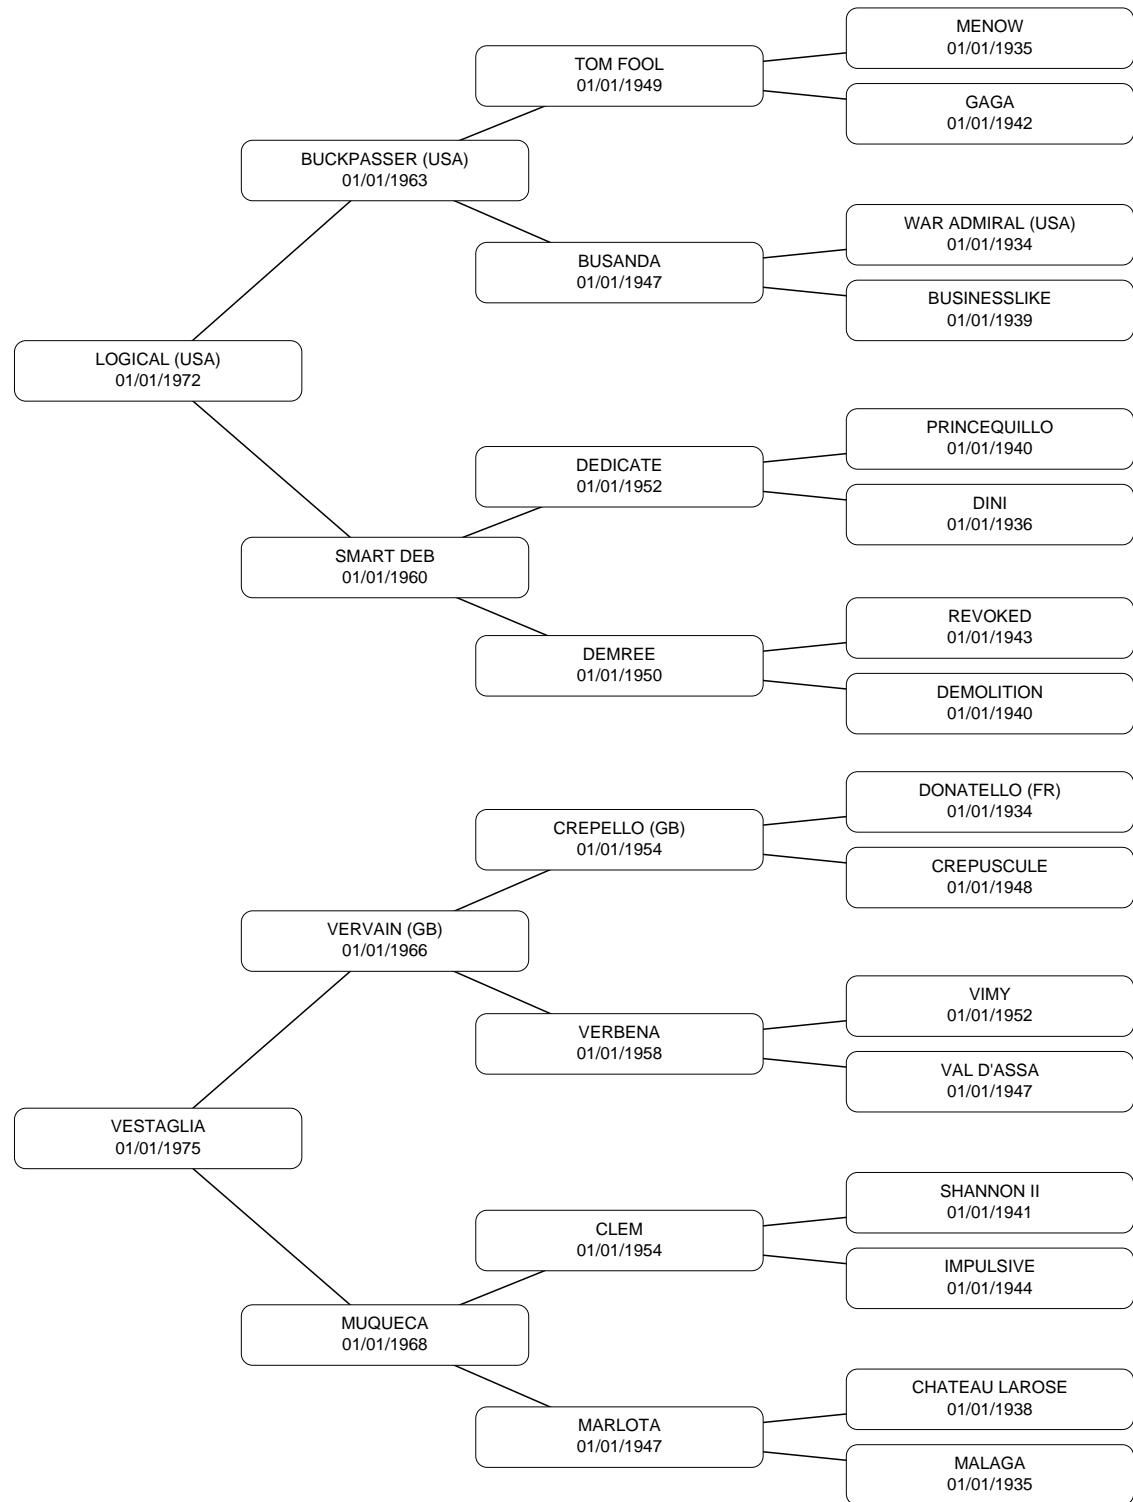 MENOW
01/01/1935
TOM FOOL
01/01/1949
GAGA
01/01/1942
BUCKPASSER (USA)
01/01/1963
WAR ADMIRAL (USA)
01/01/1934
BUSANDA
01/01/1947
BUSINESSLIKE
01/01/1939
LOGICAL (USA)
01/01/1972
PRINCEQUILLO
01/01/1940
DEDICATE
01/01/1952
DINI
01/01/1936
SMART DEB
01/01/1960
REVOKED
01/01/1943
DEMREE
01/01/1950
DEMOLITION
01/01/1940
DONATELLO (FR)
01/01/1934
CREPELLO (GB)
01/01/1954
CREPUSCULE
01/01/1948
VERVAIN (GB)
01/01/1966
VIMY
01/01/1952
VERBENA
01/01/1958
VAL D'ASSA
01/01/1947
VESTAGLIA
01/01/1975
SHANNON II
01/01/1941
CLEM
01/01/1954
IMPULSIVE
01/01/1944
MUQUECA
01/01/1968
CHATEAU LAROSE
01/01/1938
MARLOTA
01/01/1947
MALAGA
01/01/1935